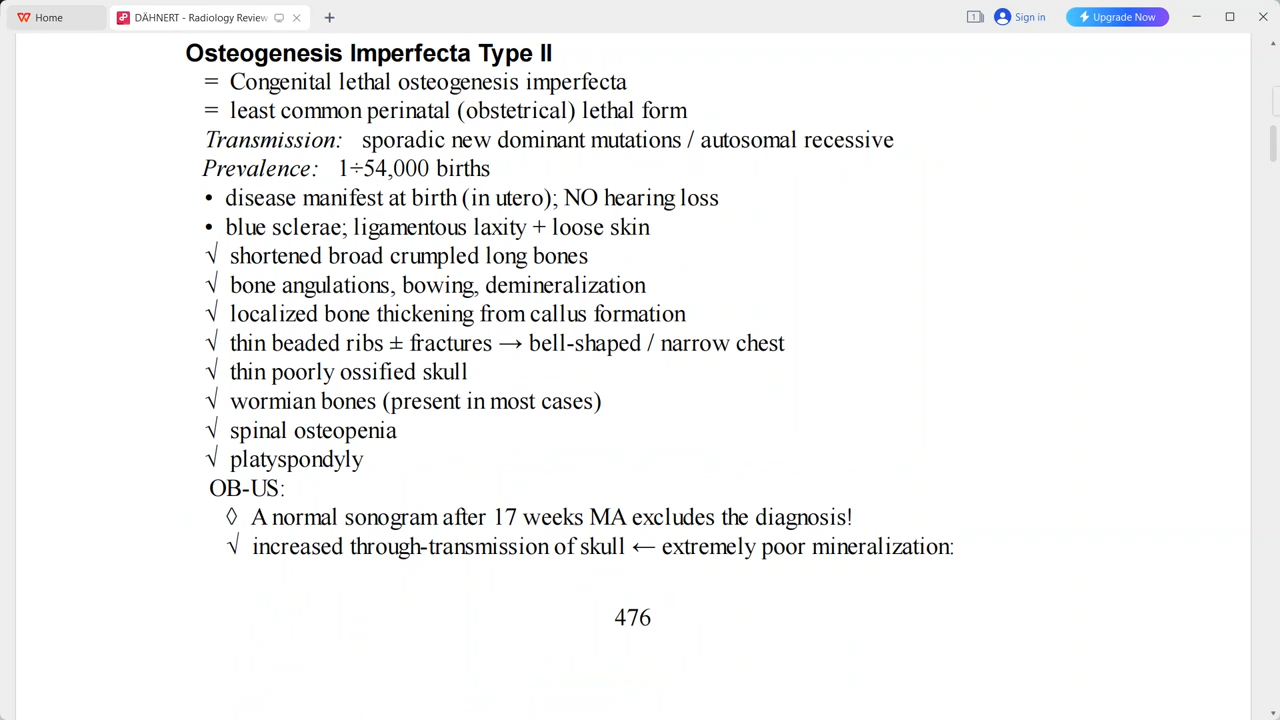 Home
DÄHNERT - Radiology Review
1
Sign in
Upgrade Now
Osteogenesis Imperfecta Type II
= Congenital lethal osteogenesis imperfecta
= least common perinatal (obstetrical) lethal form
Transmission: sporadic new dominant mutations / autosomal recessive
Prevalence: 1÷54,000 births
• disease manifest at birth (in utero); NO hearing loss
• blue sclerae; ligamentous laxity + loose skin
√ shortened broad crumpled long bones
√ bone angulations, bowing, demineralization
√ localized bone thickening from callus formation
√ thin beaded ribs ± fractures → bell-shaped / narrow chest
√ thin poorly ossified skull
√ wormian bones (present in most cases)
√ spinal osteopenia
√ platyspondyly
OB-US:
◊ A normal sonogram after 17 weeks MA excludes the diagnosis!
√ increased through-transmission of skull ← extremely poor mineralization:
476